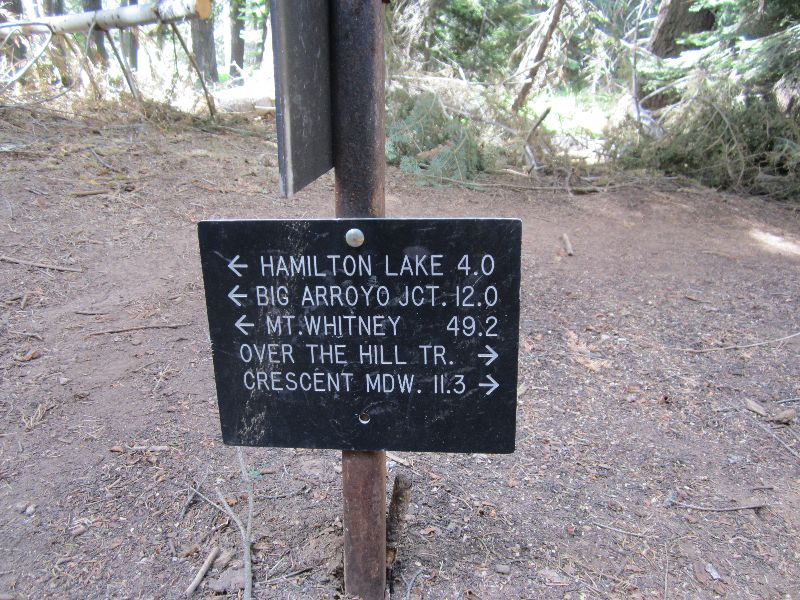 ← HAMILTON LAKE 4.0
← BIG ARROYO JCT. 12.0
← MT. WHITNEY 49.2
OVER THE HILL TR. →
CRESCENT MDW. 11.3 →